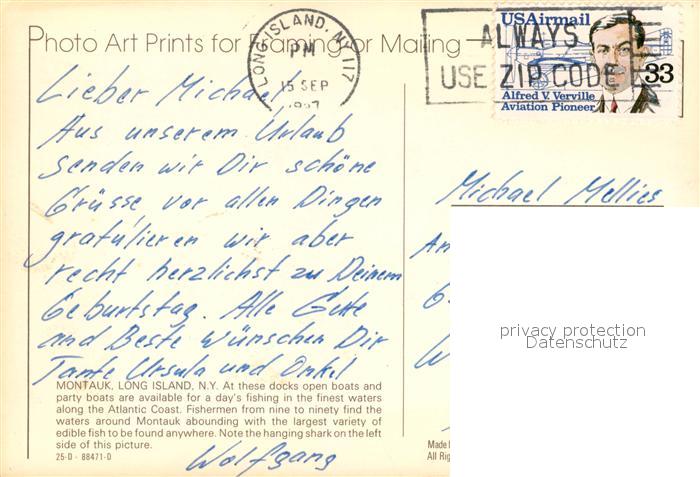 Photo Art Prints for Framing or Mailing
LONG ISLAND, NY 117
PM
15 SEP
1987
ALWAYS
USE ZIP CODE
USAirmail
33
Alfred V. Verville
Aviation Pioneer
Lieber Michael,
Aus unserem Urlaub
senden wir Dir schöne
Grüsse vor allen Dingen
gratulieren wir aber
recht herzlichst zu Deinem
Geburtstag. Alle Gute
und Beste wünschen Dir
Tante Ursula und Onkel
Wolfgang
MONTAUK, LONG ISLAND, N.Y. At these docks open boats and
party boats are available for a day's fishing in the finest waters
along the Atlantic Coast. Fishermen from nine to ninety find the
waters around Montauk abounding with the largest variety of
edible fish to be found anywhere. Note the hanging shark on the left
side of this picture.
25-D - 88471-D
Michael Mellies
An
G
W
Made
All Rig
privacy protection
Datenschutz